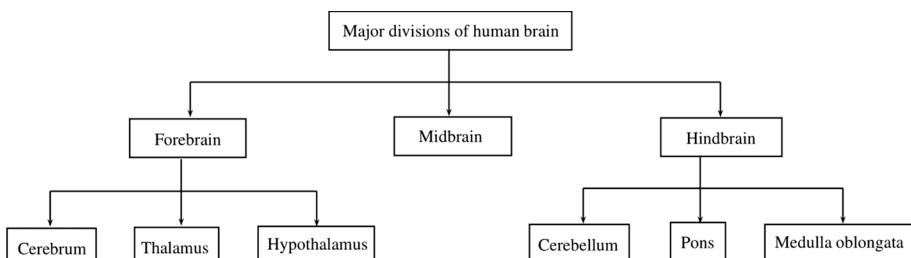 Major divisions of human brain
Forebrain
Midbrain
Hindbrain
Cerebrum
Thalamus
Hypothalamus
Cerebellum
Pons
Medulla oblongata